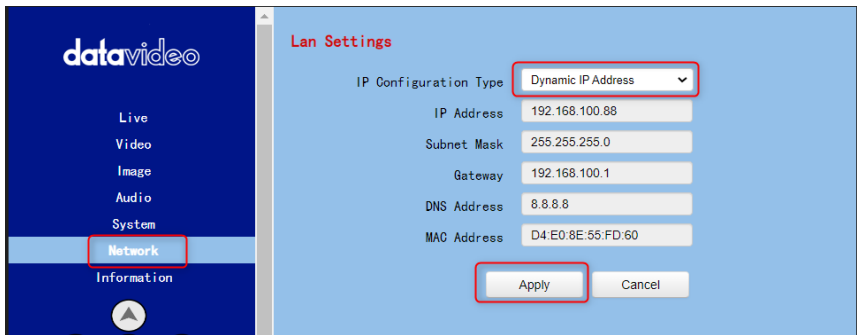 datavideo
Live
Video
Image
Audio
System
Network
Information
Lan Settings
IP Configuration Type Dynamic IP Address
IP Address 192.168.100.88
Subnet Mask 255.255.255.0
Gateway 192.168.100.1
DNS Address 8.8.8.8
MAC Address D4:E0:8E:55:FD:60
Apply Cancel